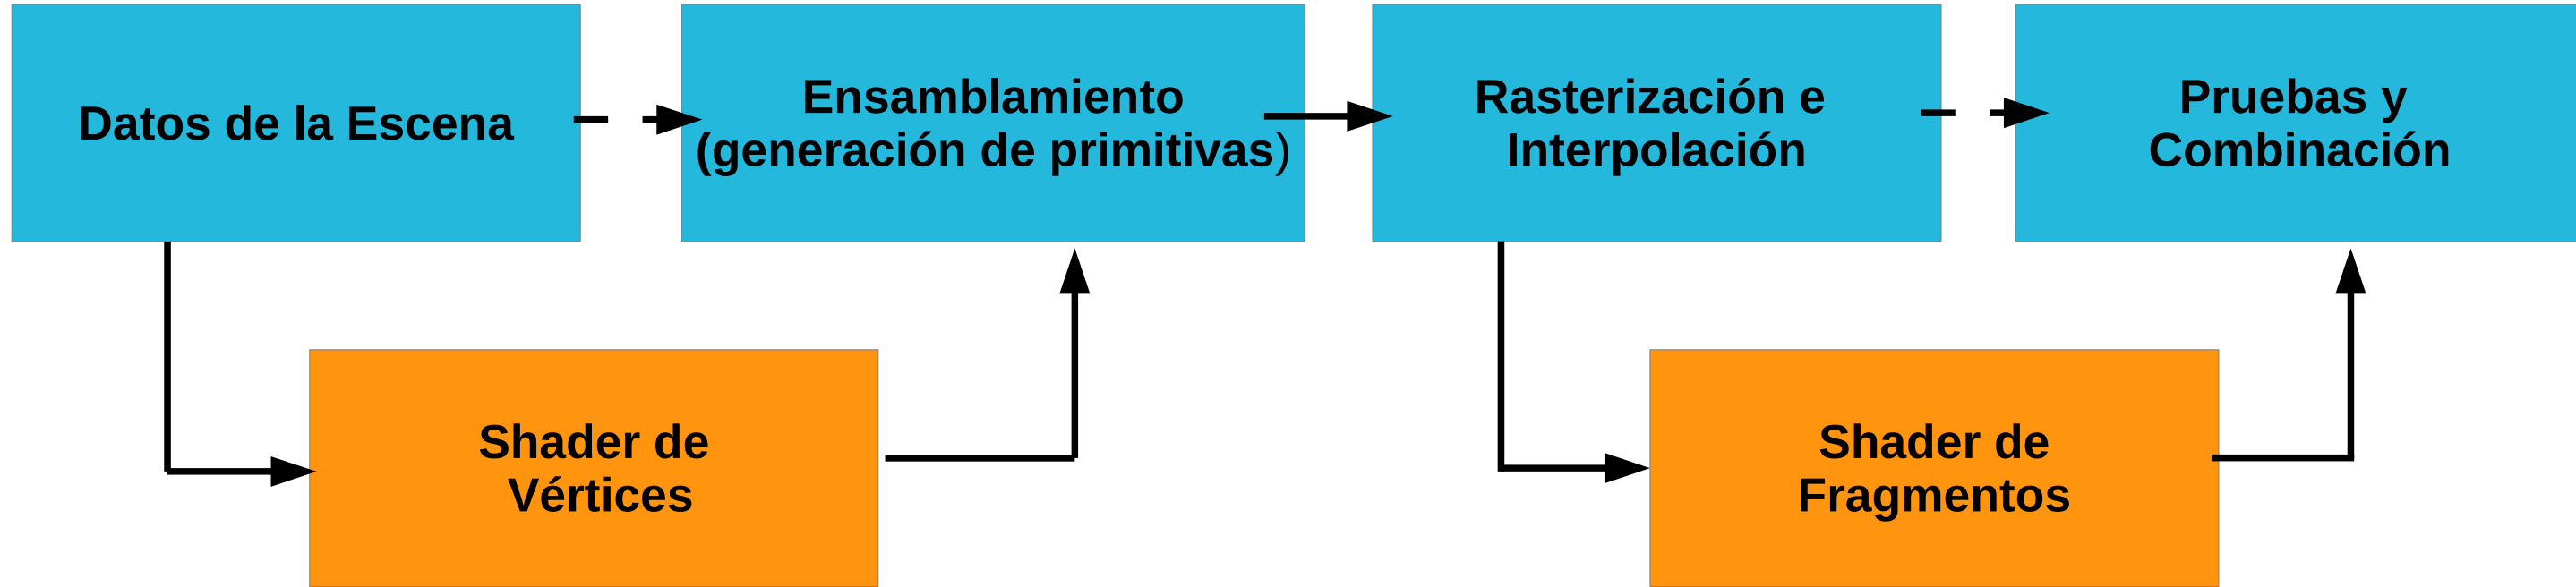 Datos de la Escena
Ensamblamiento
(generación de primitivas)
Rasterización e
Interpolación
Pruebas y
Combinación
Shader de
Vértices
Shader de
Fragmentos